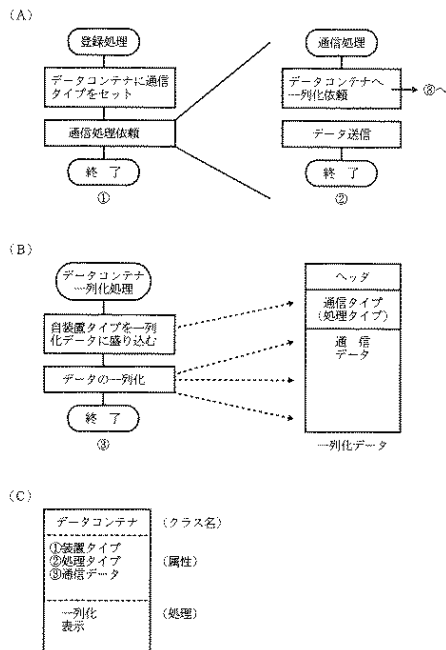 (A)
登録処理
データコンテナに通信
タイプをセット
通信処理依頼
終 了
①
通信処理
データコンテナへ
一列化依頼
③へ
データ送信
終 了
②
(B)
データコンテナ
一列化処理
自装置タイプを一列
化データに盛り込む
データの一列化
終 了
③
ヘッダ
通信タイプ
(処理タイプ)
通 信
データ
一列化データ
(C)
データコンテナ
(クラス名)
①装置タイプ
②処理タイプ
③通信データ
(属性)
一列化
表示
(処理)